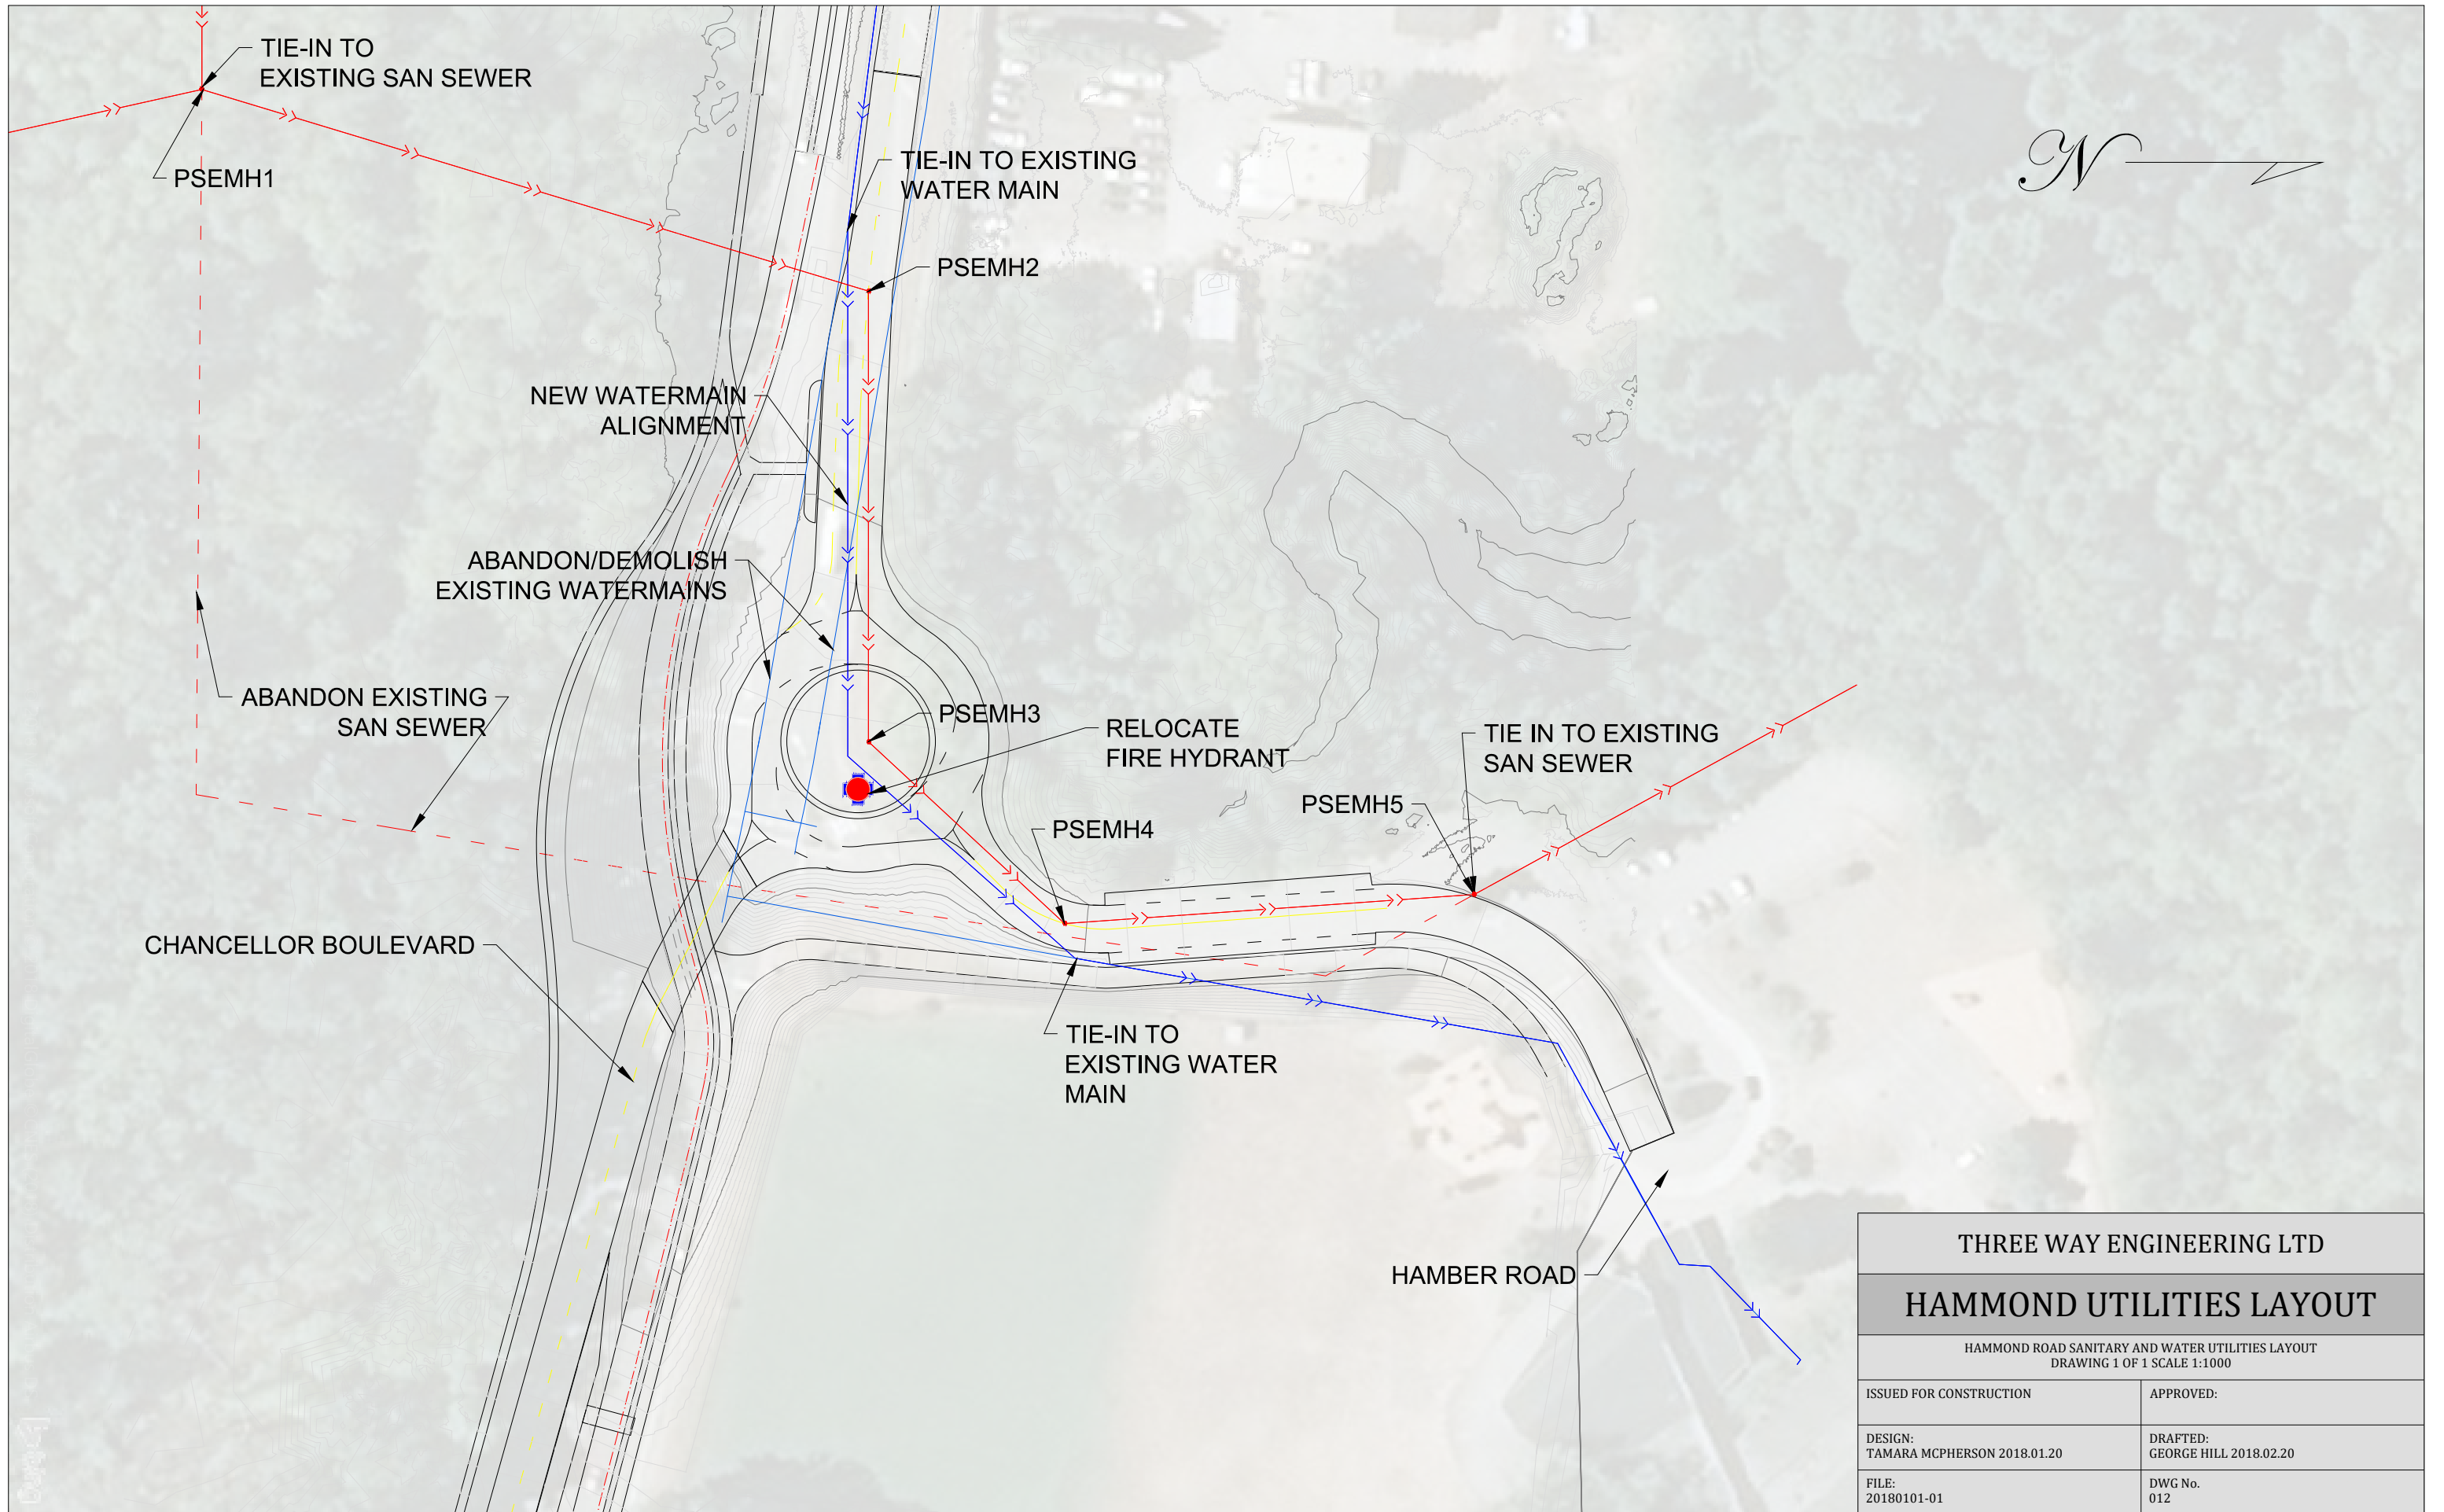 TIE-IN TO
EXISTING SAN SEWER
PSEMH1
TIE-IN TO EXISTING
WATER MAIN
N
PSEMH2
NEW WATERMAIN
ALIGNMENT
ABANDON/DEMOLISH
EXISTING WATERMAINS
ABANDON EXISTING
SAN SEWER
PSEMH3
RELOCATE
FIRE HYDRANT
TIE IN TO EXISTING
SAN SEWER
PSEMH5
PSEMH4
CHANCELLOR BOULEVARD
TIE-IN TO
EXISTING WATER
MAIN
HAMBER ROAD
THREE WAY ENGINEERING LTD
HAMMOND UTILITIES LAYOUT
HAMMOND ROAD SANITARY AND WATER UTILITIES LAYOUT
DRAWING 1 OF 1 SCALE 1:1000
ISSUED FOR CONSTRUCTION
APPROVED:
DESIGN:
TAMARA MCPHERSON 2018.01.20
DRAFTED:
GEORGE HILL 2018.02.20
FILE:
20180101-01
DWG No.
012